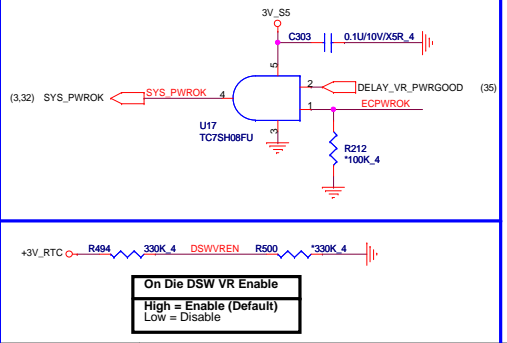 3V_S5
C303 0.1U/10V/X5R_4
5
2 DELAY_VR_PWRGOOD (35)
(3,32) SYS_PWROK SYS_PWROK 4
1 ECPWROK
U17
TC7SH08FU
3
R212
*100K_4
+3V_RTC R494 330K_4 DSWVREN R500 *330K_4
On Die DSW VR Enable
High = Enable (Default)
Low = Disable